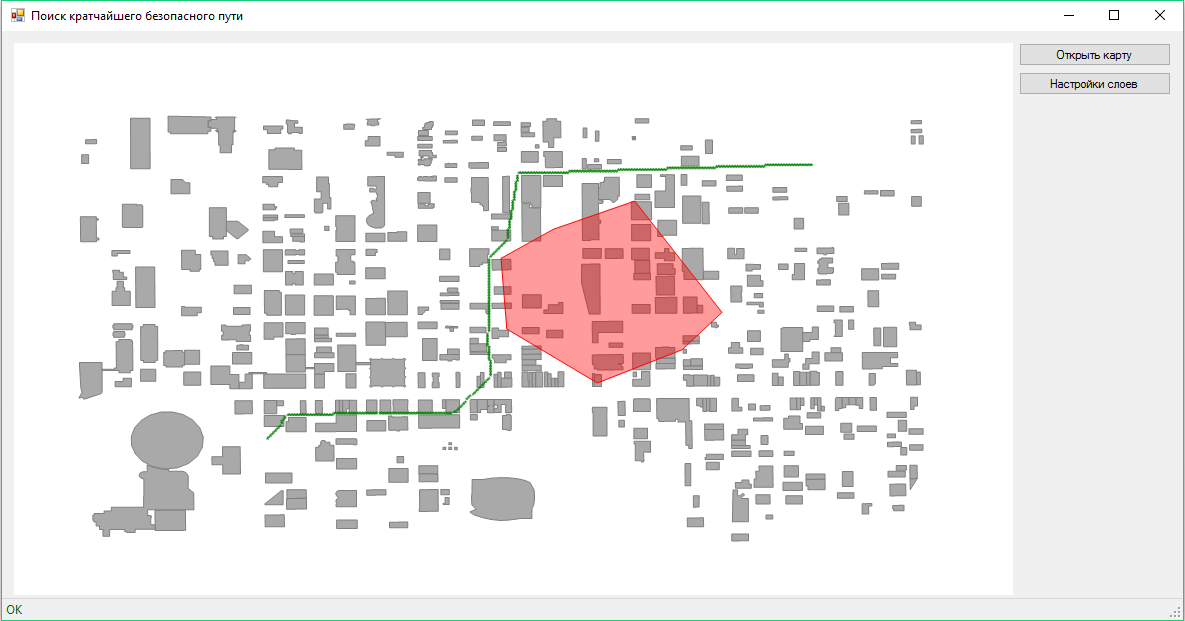 Поиск кратчайшего безопасного пути
Открыть карту
Настройки слоев
OK